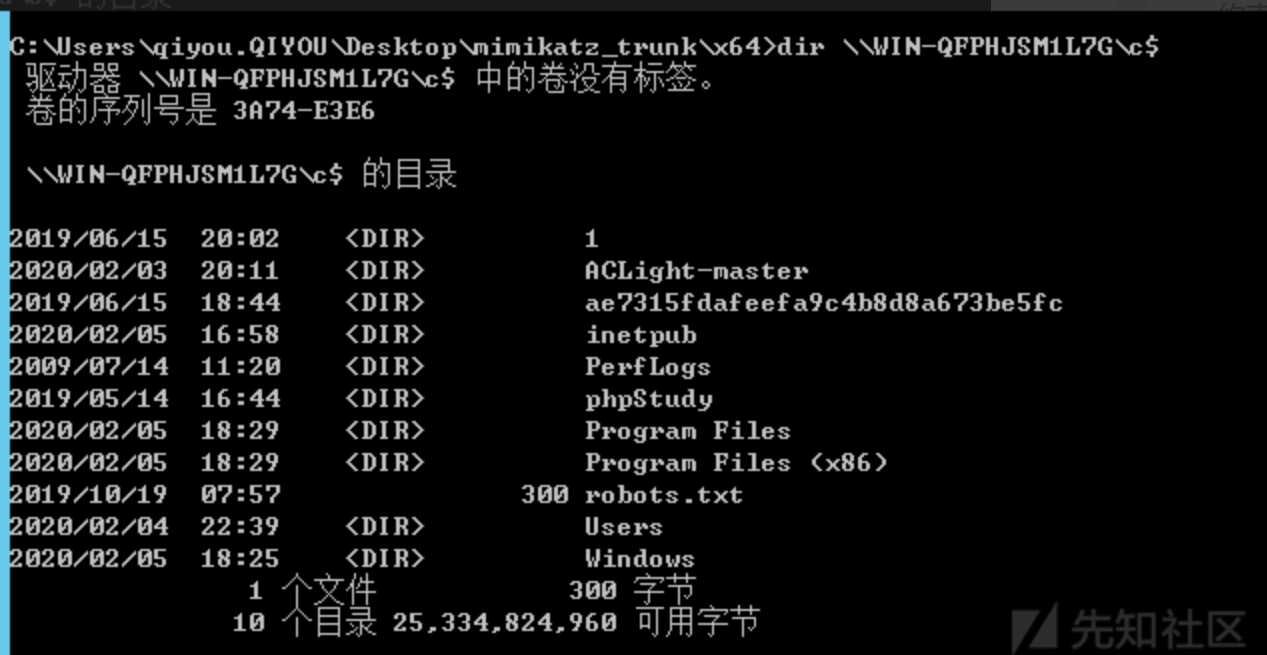 C:\Users\qiyou.QIYOU\Desktop\mimikatz_trunk\x64>dir \\WIN-QFPHJSM1L7G\c$
驱动器 \\WIN-QFPHJSM1L7G\c$ 中的卷没有标签。
卷的序列号是 3A74-E3E6
\\WIN-QFPHJSM1L7G\c$ 的目录
2019/06/15  20:02    <DIR>          1
2020/02/03  20:11    <DIR>          ACLight-master
2019/06/15  18:44    <DIR>          ae7315fdafeefa9c4b8d8a673be5fc
2020/02/05  16:58    <DIR>          inetpub
2009/07/14  11:20    <DIR>          PerfLogs
2019/05/14  16:44    <DIR>          phpStudy
2020/02/05  18:29    <DIR>          Program Files
2020/02/05  18:29    <DIR>          Program Files (x86)
2019/10/19  07:57               300 robots.txt
2020/02/04  22:39    <DIR>          Users
2020/02/05  18:25    <DIR>          Windows
1 个文件            300 字节
10 个目录 25,334,824,960 可用字节
先知社区